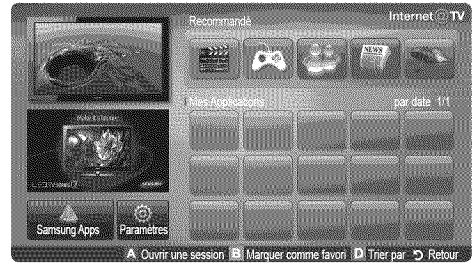 Internet@TV
Recommandé
NEWS
Mes Applications
par date 1/1
Samsung Apps
Paramètres
A Ouvrir une session B Marquer comme favori D Trier par Retour